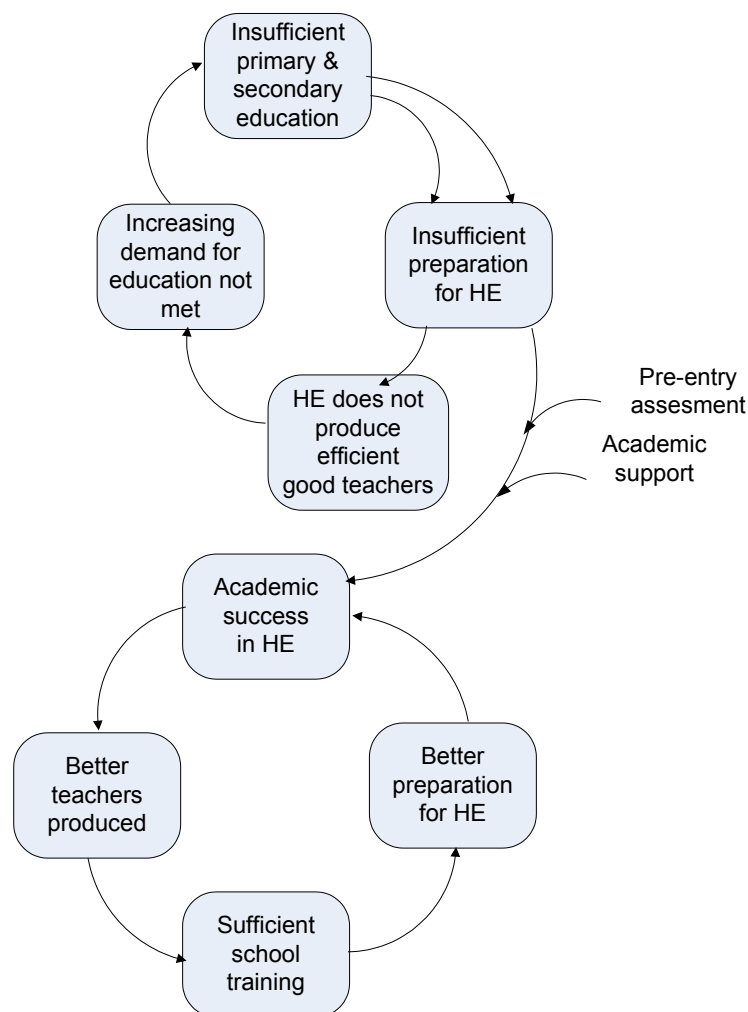 Insufficient
primary &
secondary
education
Increasing
demand for
education not
met
Insufficient
preparation
for HE
HE does not
produce
efficient
good teachers
Pre-entry
assesment
Academic
support
Academic
success
in HE
Better
teachers
produced
Better
preparation
for HE
Sufficient
school
training